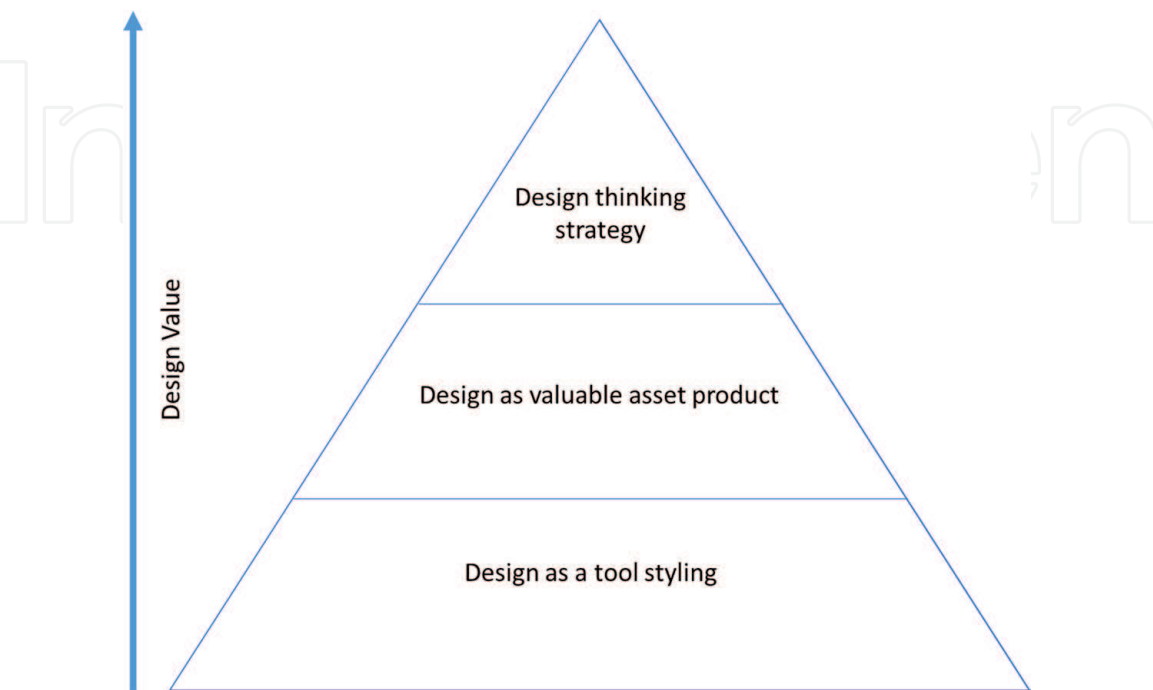 Design thinking
strategy
Design Value
Design as valuable asset product
Design as a tool styling